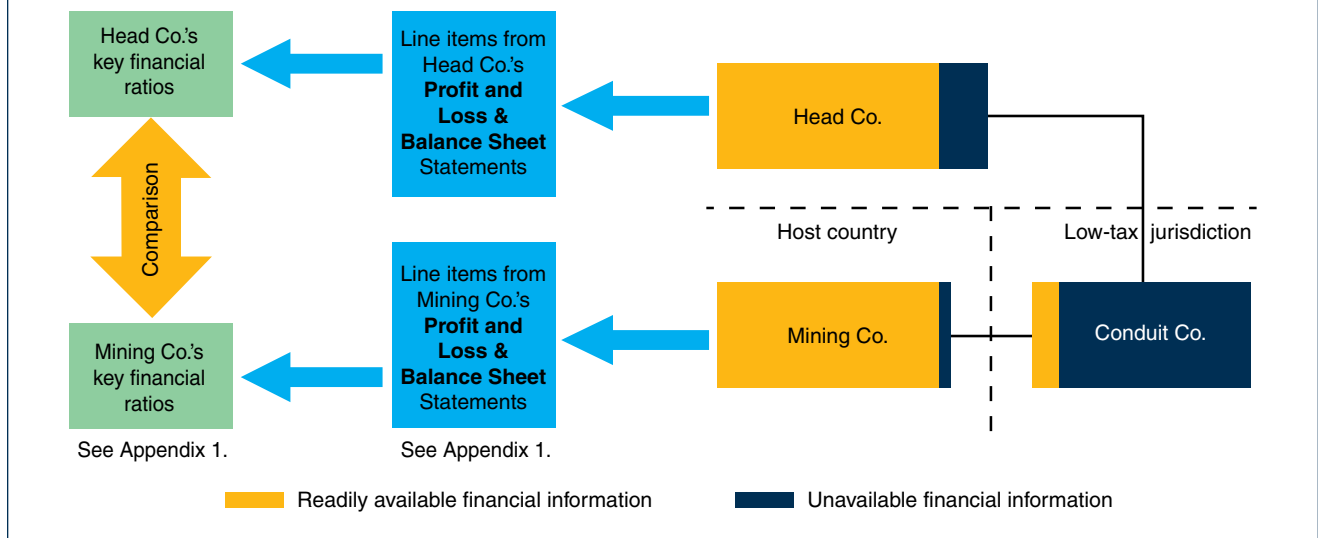 Head Co.'s
key financial
ratios
Line items from
Head Co.'s
Profit and
Loss &
Balance Sheet
Statements
Head Co.
Comparison
Host country
Low-tax jurisdiction
Mining Co.'s
key financial
ratios
Line items from
Mining Co.'s
Profit and
Loss &
Balance Sheet
Statements
Mining Co.
Conduit Co.
See Appendix 1.
See Appendix 1.
Readily available financial information
Unavailable financial information